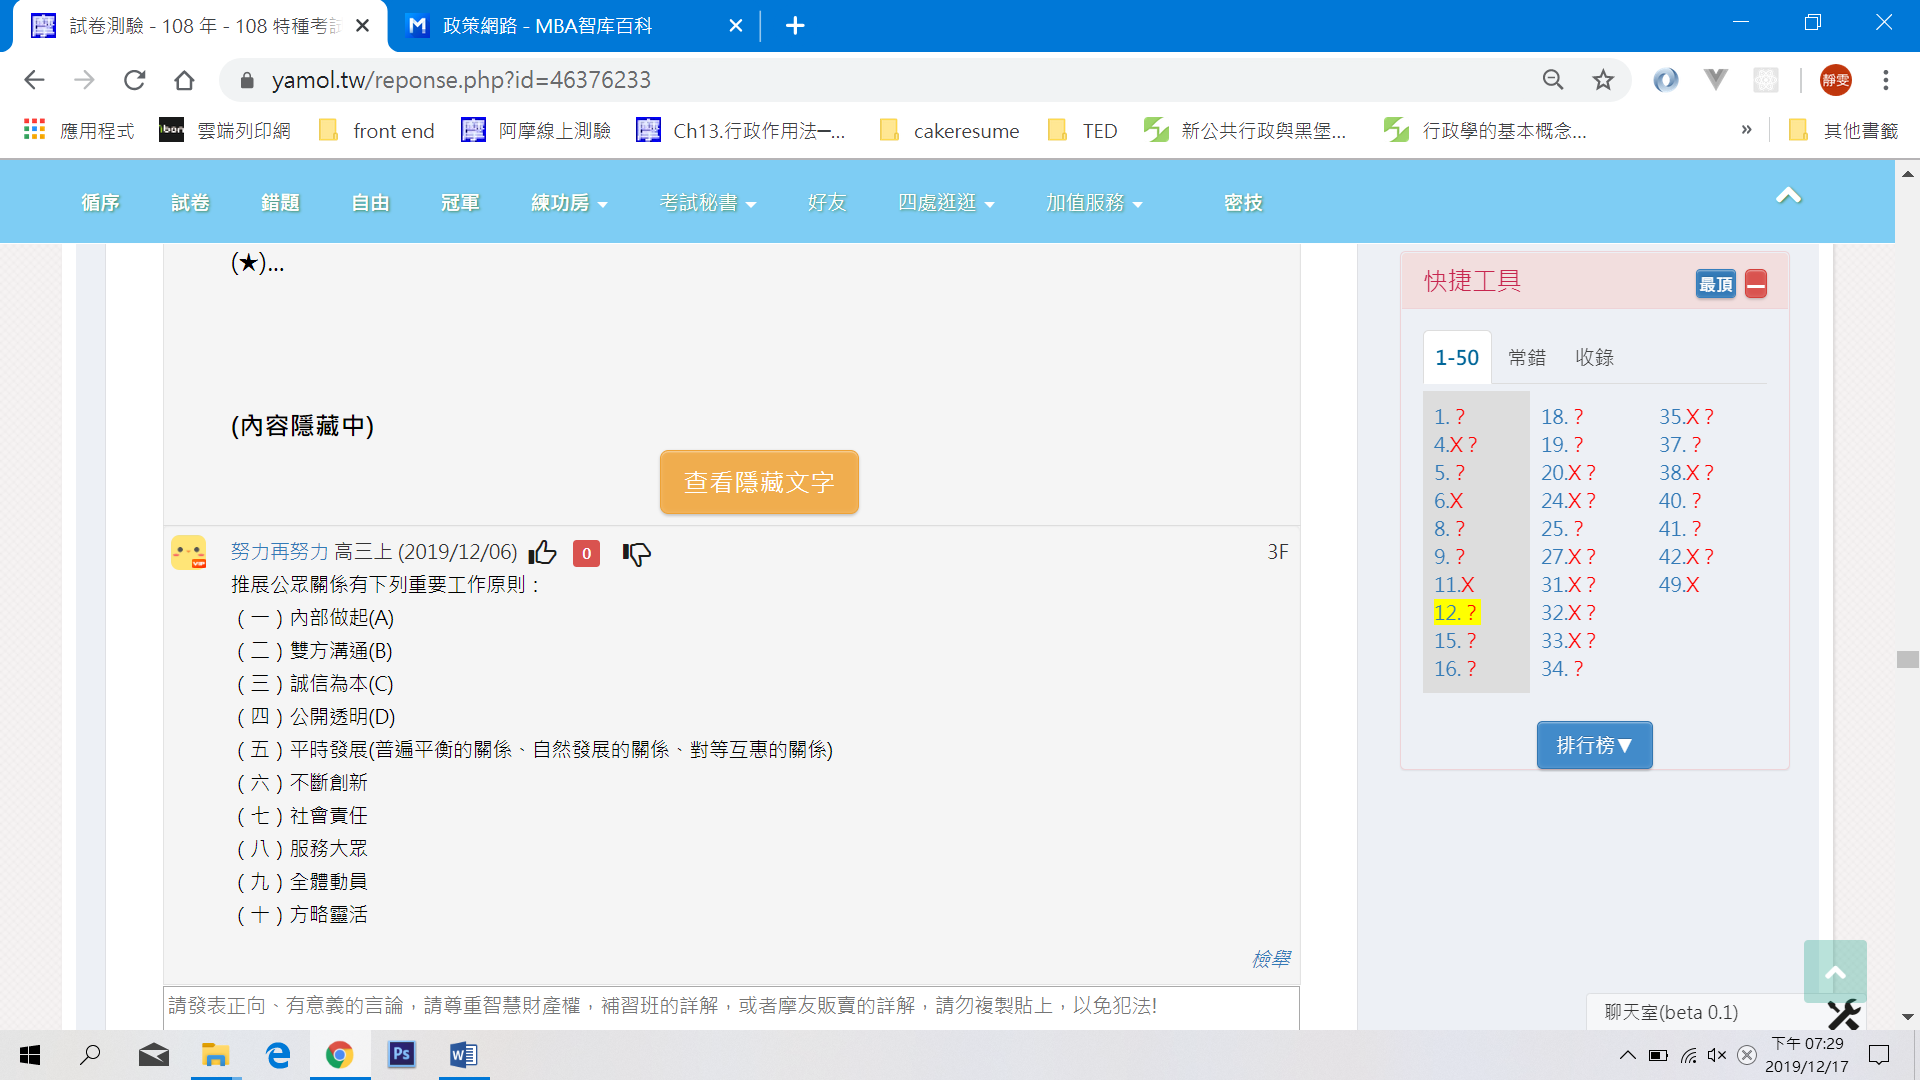 試卷測驗 - 108 年 - 108 特種考
政策網路 - MBA智库百科
yamol.tw/reponse.php?id=46376233
靜雯
應用程式
ibon
雲端列印網
front end
阿摩線上測驗
Ch13.行政作用法一...
cakeresume
TED
新公共行政與黑堡...
行政學的基本概念...
»
其他書籤
循序
試卷
錯題
自由
冠軍
練功房
考試秘書
好友
四處逛逛
加值服務
密技
(★)...
(內容隱藏中)
查看隱藏文字
努力再努力 高三上 (2019/12/06)
0
3F
推展公眾關係有下列重要工作原則：
（一）內部做起(A)
（二）雙方溝通(B)
（三）誠信為本(C)
（四）公開透明(D)
（五）平時發展(普遍平衡的關係、自然發展的關係、對等互惠的關係)
（六）不斷創新
（七）社會責任
（八）服務大眾
（九）全體動員
（十）方略靈活
檢舉
請發表正向、有意義的言論，請尊重智慧財產權，補習班的詳解，或者摩友販賣的詳解，請勿複製貼上，以免犯法!
快捷工具
最頂
1-50
常錯
收錄
1. ?
4.X ?
5. ?
6.X
8. ?
9. ?
11.X
12. ?
15. ?
16. ?
18. ?
19. ?
20.X ?
24.X ?
25. ?
27.X ?
31.X ?
32.X ?
33.X ?
34. ?
35.X ?
37. ?
38.X ?
40. ?
41. ?
42.X ?
49.X
排行榜▼
聊天室(beta 0.1)
下午 07:29
2019/12/17